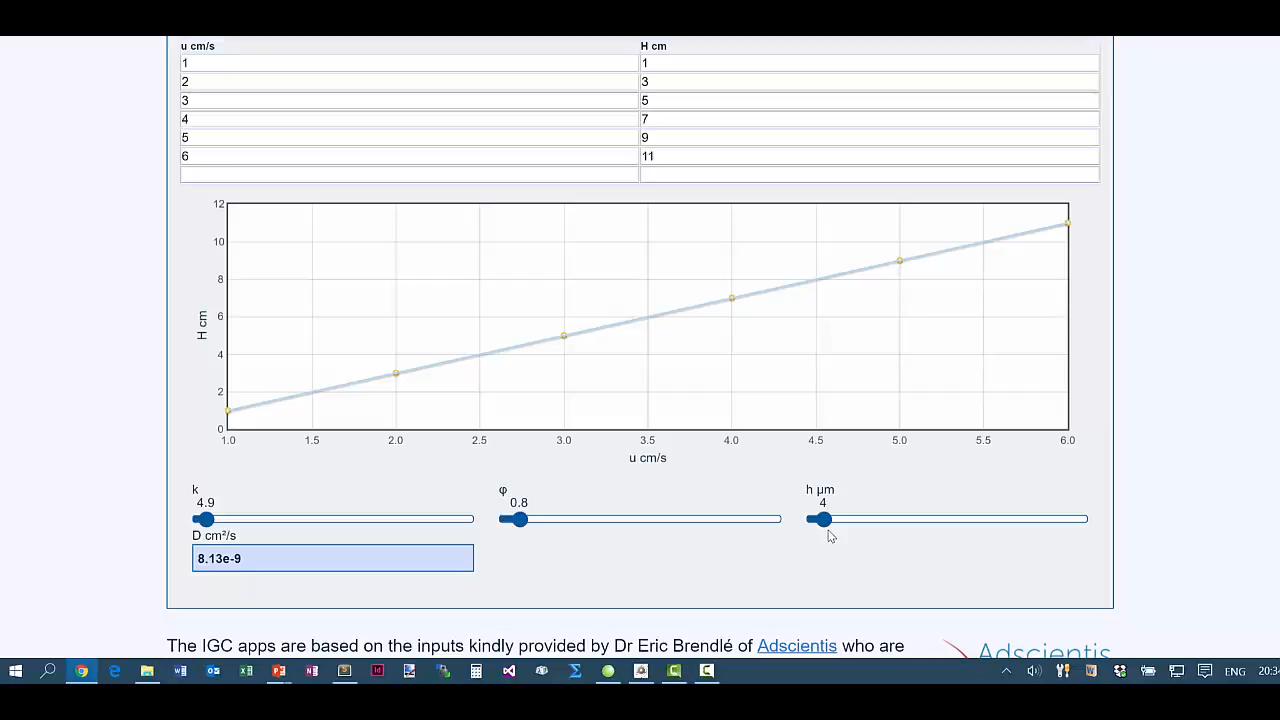 u cm/s H cm
1 1
2 3
3 5
4 7
5 9
6 11
12
10
8
6
4
2
0
H cm
1.0 1.5 2.0 2.5 3.0 3.5 4.0 4.5 5.0 5.5 6.0
u cm/s
k φ h µm
4.9 0.8 4
D cm²/s
8.13e-9
The IGC apps are based on the inputs kindly provided by Dr Eric Brendlé of Adscientis who are
Adscientis
ENG 20:34